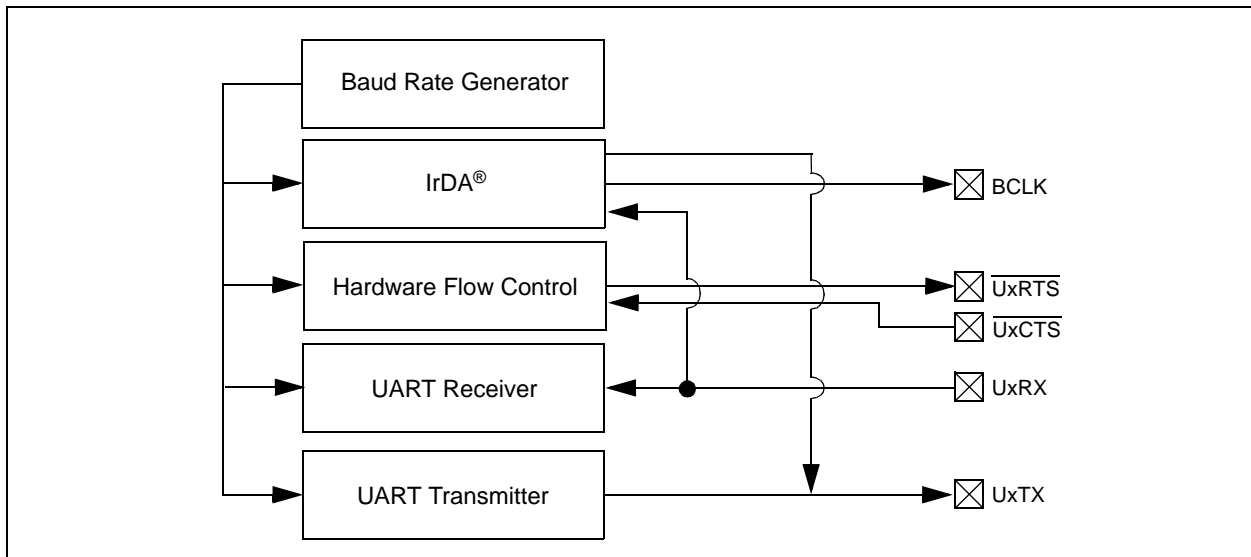 Baud Rate Generator
IrDA®
BCLK
Hardware Flow Control
UxRTS
UxCTS
UART Receiver
UxRX
UART Transmitter
UxTX